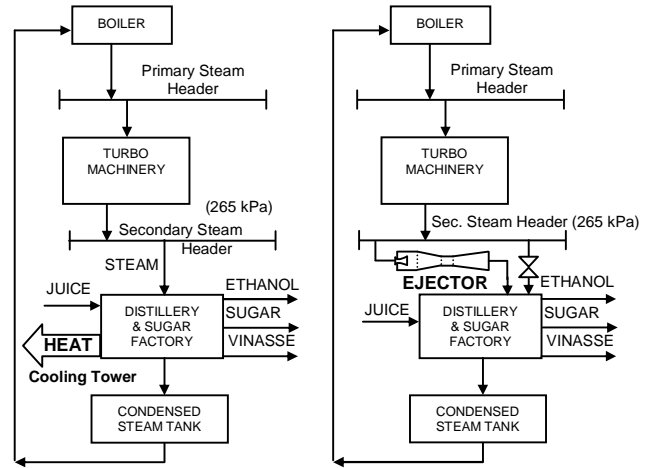 BOILER
Primary Steam
Header
TURBO
MACHINERY
(265 kPa)
Secondary Steam
Header
STEAM
JUICE
ETHANOL
DISTILLERY
& SUGAR
FACTORY
SUGAR
VINASSE
HEAT
Cooling Tower
CONDENSED
STEAM TANK
BOILER
Primary Steam
Header
TURBO
MACHINERY
Sec. Steam Header (265 kPa)
EJECTOR
ETHANOL
JUICE
DISTILLERY
& SUGAR
FACTORY
SUGAR
VINASSE
CONDENSED
STEAM TANK